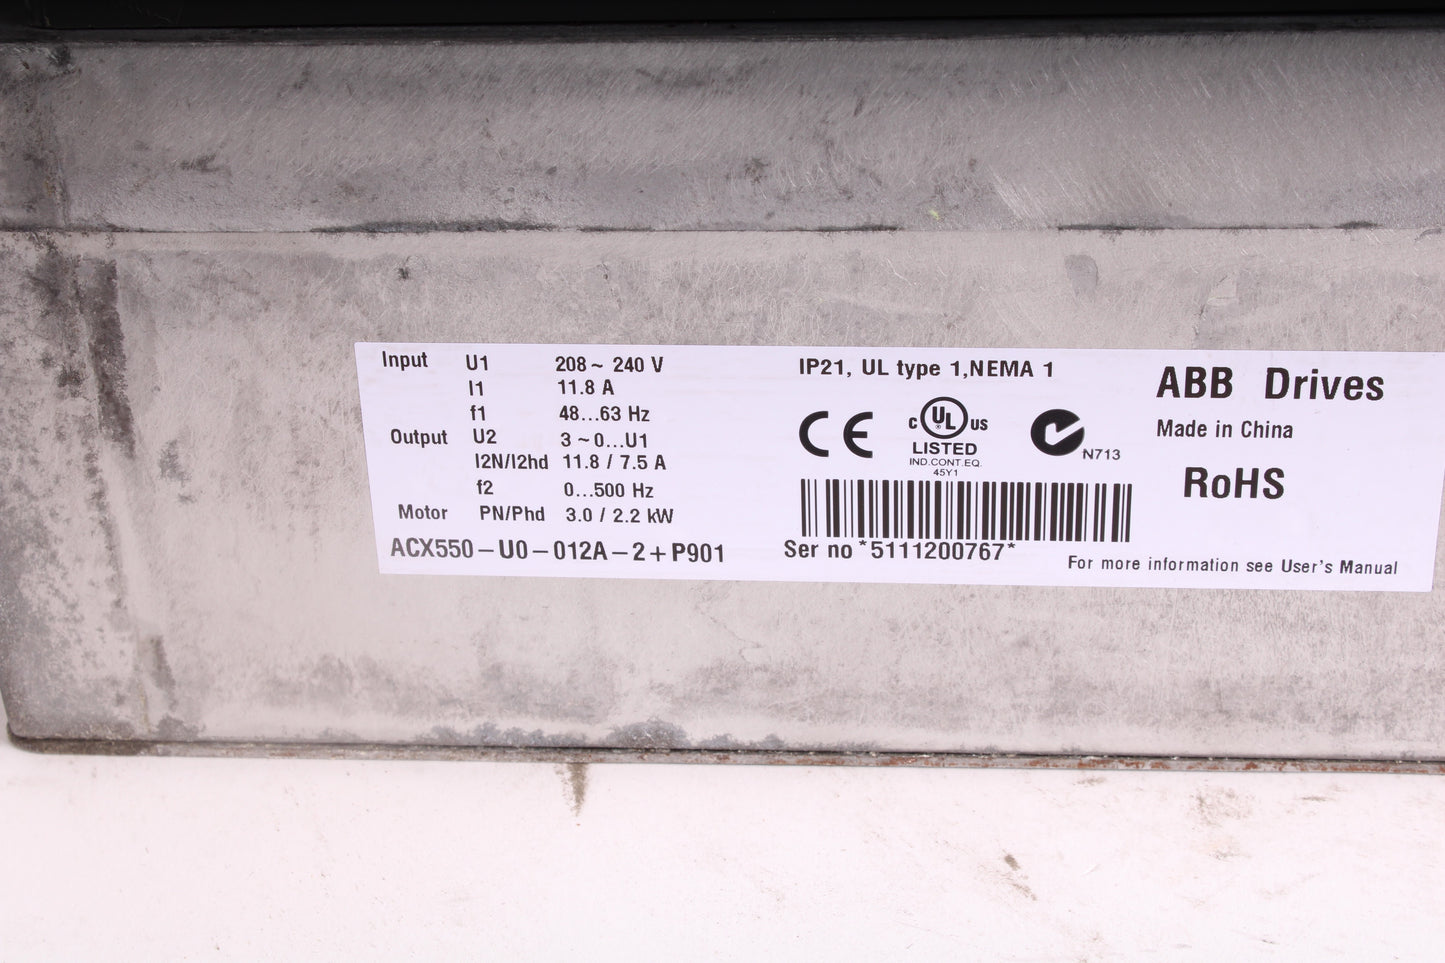 Input U1 208~ 240 V
I1 11.8 A
f1 48...63 Hz
Output U2 3~0...U1
I2N/I2hd 11.8 / 7.5 A
f2 0...500 Hz
Motor PN/Phd 3.0 / 2.2 kW
ACX550-U0-012A-2+P901
IP21, UL type 1,NEMA 1
CE
C UL US
LISTED
IND.CONT.EQ.
45Y1
N713
Ser no *5111200767*
ABB Drives
Made in China
RoHS
For more information see User's Manual